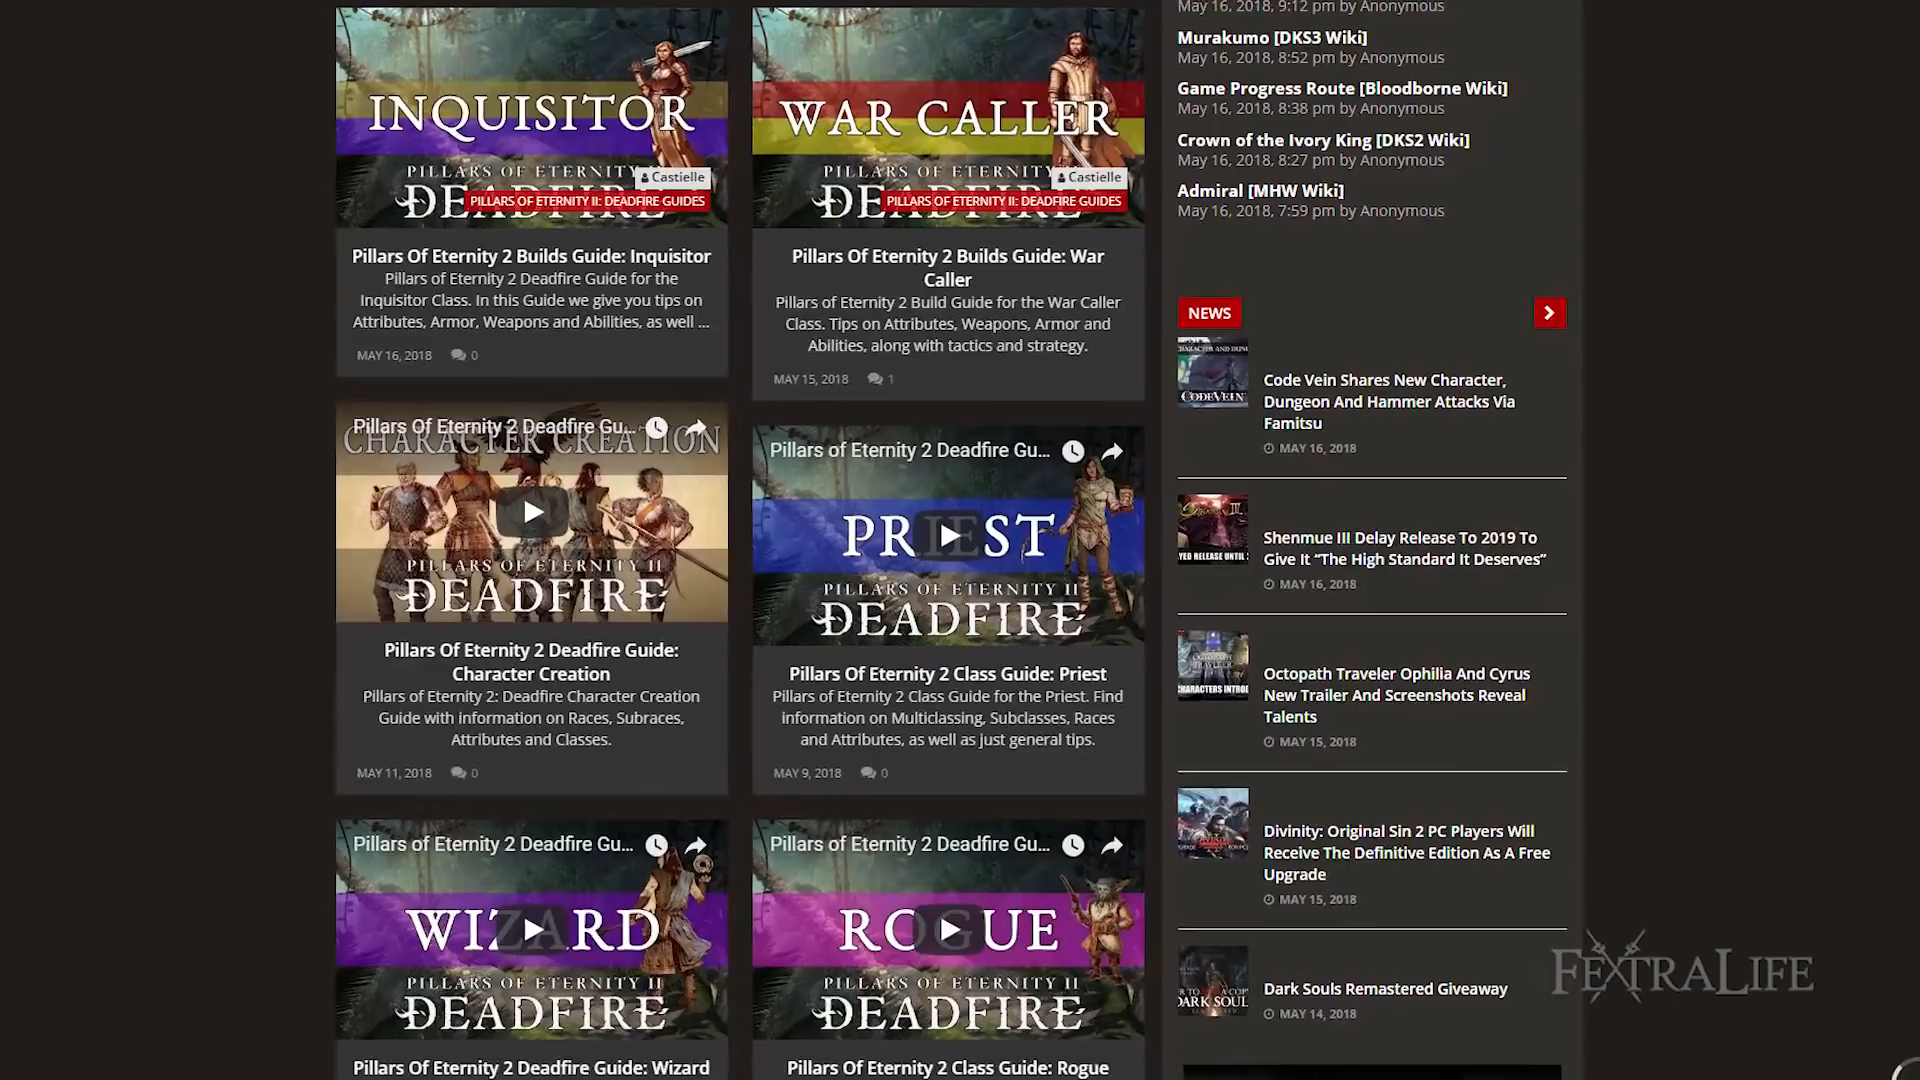 INQUISITOR
PILLARS OF ETERNITY
Castielle
DEADFIRE
PILLARS OF ETERNITY II: DEADFIRE GUIDES
Pillars Of Eternity 2 Builds Guide: Inquisitor
Pillars of Eternity 2 Deadfire Guide for the
Inquisitor Class. In this Guide we give you tips on
Attributes, Armor, Weapons and Abilities, as well ...
MAY 16, 2018 0
WAR CALLER
PILLARS OF ETERNITY
Castielle
DEADFIRE
PILLARS OF ETERNITY II: DEADFIRE GUIDES
Pillars Of Eternity 2 Builds Guide: War
Caller
Pillars of Eternity 2 Build Guide for the War Caller
Class. Tips on Attributes, Weapons, Armor and
Abilities, along with tactics and strategy.
MAY 15, 2018 1
Pillars Of Eternity 2 Deadfire Gu...
CHARACTER CREATION
PILLARS OF ETERNITY II
DEADFIRE
Pillars Of Eternity 2 Deadfire Guide:
Character Creation
Pillars of Eternity 2: Deadfire Character Creation
Guide with information on Races, Subraces,
Attributes and Classes.
MAY 11, 2018 0
Pillars of Eternity 2 Deadfire Gu...
PRIEST
PILLARS OF ETERNITY II
DEADFIRE
Pillars Of Eternity 2 Class Guide: Priest
Pillars of Eternity 2 Class Guide for the Priest. Find
information on Multiclassing, Subclasses, Races
and Attributes, as well as just general tips.
MAY 9, 2018 0
Pillars of Eternity 2 Deadfire Gu...
WIZARD
PILLARS OF ETERNITY II
DEADFIRE
Pillars Of Eternity 2 Deadfire Guide: Wizard
Pillars of Eternity 2 Deadfire Gu...
ROGUE
PILLARS OF ETERNITY II
DEADFIRE
Pillars Of Eternity 2 Class Guide: Rogue
May 16, 2018, 9:12 pm by Anonymous
Murakumo [DKS3 Wiki]
May 16, 2018, 8:52 pm by Anonymous
Game Progress Route [Bloodborne Wiki]
May 16, 2018, 8:38 pm by Anonymous
Crown of the Ivory King [DKS2 Wiki]
May 16, 2018, 8:27 pm by Anonymous
Admiral [MHW Wiki]
May 16, 2018, 7:59 pm by Anonymous
NEWS
CODE VEIN
Code Vein Shares New Character,
Dungeon And Hammer Attacks Via
Famitsu
MAY 16, 2018
Shenmue III Delay Release To 2019 To
Give It “The High Standard It Deserves”
MAY 16, 2018
Octopath Traveler Ophilia And Cyrus
New Trailer And Screenshots Reveal
Talents
MAY 15, 2018
Divinity: Original Sin 2 PC Players Will
Receive The Definitive Edition As A Free
Upgrade
MAY 15, 2018
Dark Souls Remastered Giveaway
MAY 14, 2018
FEXTRALIFE